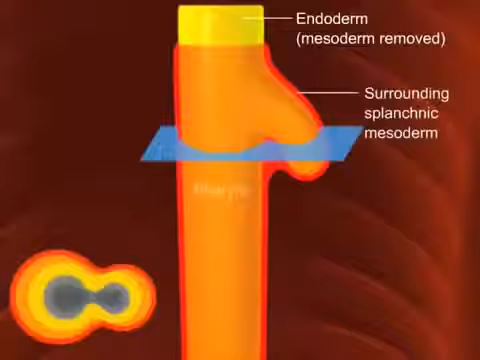 Endoderm
(mesoderm removed)
Surrounding
splanchnic
mesoderm